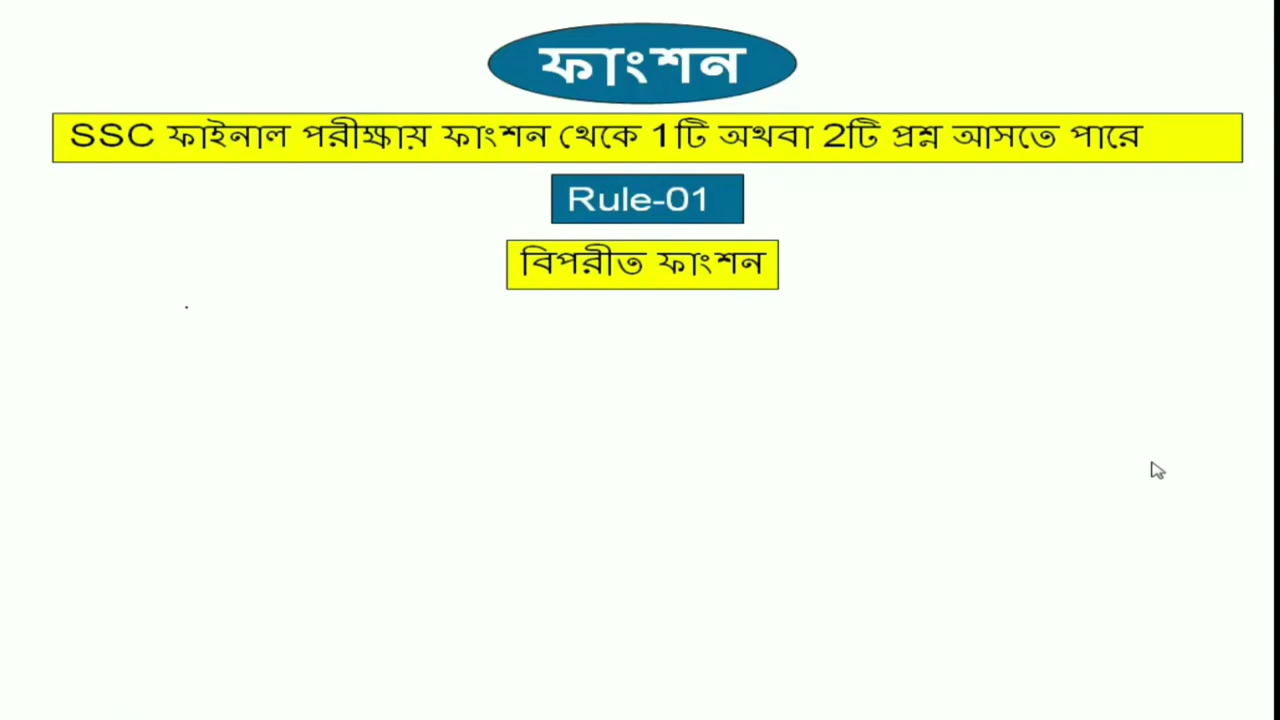 ফাংশন
SSC ফাইনাল পরীক্ষায় ফাংশন থেকে 1টি অথবা 2টি প্রশ্ন আসতে পারে
Rule-01
বিপরীত ফাংশন